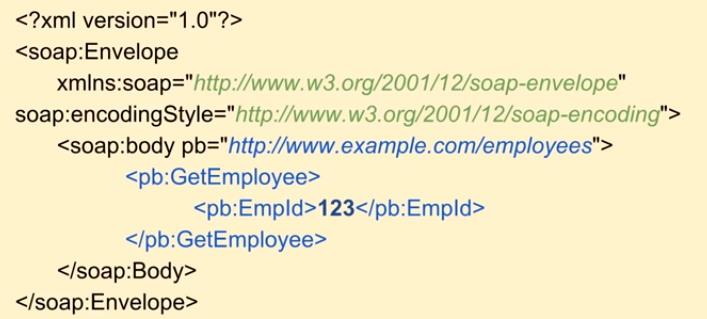 <?xml version="1.0"?>
<soap:Envelope
xmlns:soap="http://www.w3.org/2001/12/soap-envelope"
soap:encodingStyle="http://www.w3.org/2001/12/soap-encoding">
<soap:body pb="http://www.example.com/employees">
<pb:GetEmployee>
<pb:EmpId>123</pb:EmpId>
</pb:GetEmployee>
</soap:Body>
</soap:Envelope>